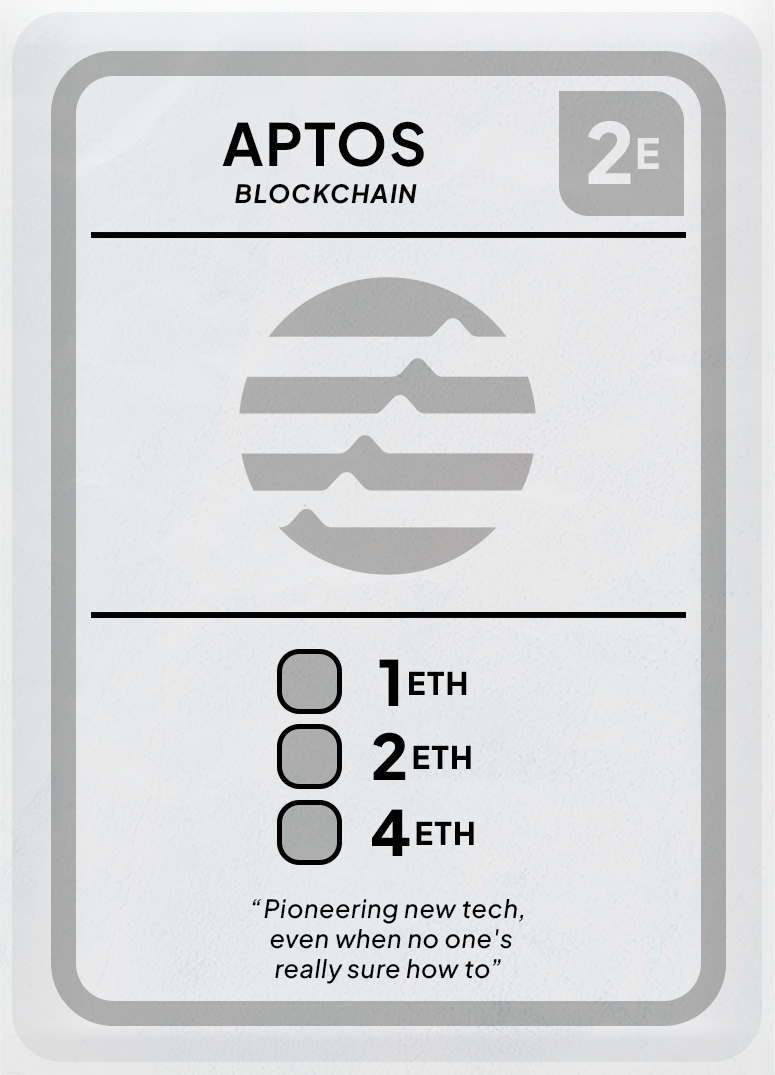 APTOS
BLOCKCHAIN
2E
1ETH
2ETH
4ETH
“Pioneering new tech,
even when no one's
really sure how to”